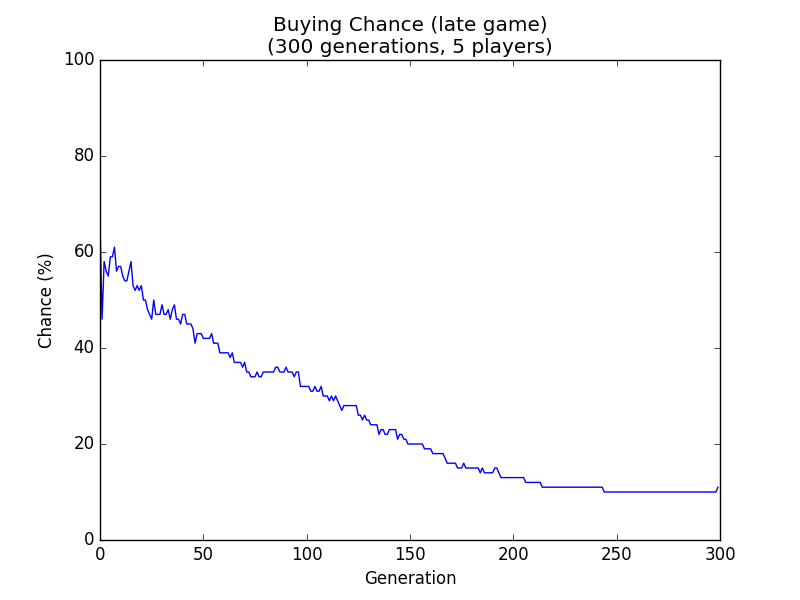 Buying Chance (late game)
(300 generations, 5 players)
100
80
60
40
20
0
Chance (%)
0 50 100 150 200 250 300
Generation